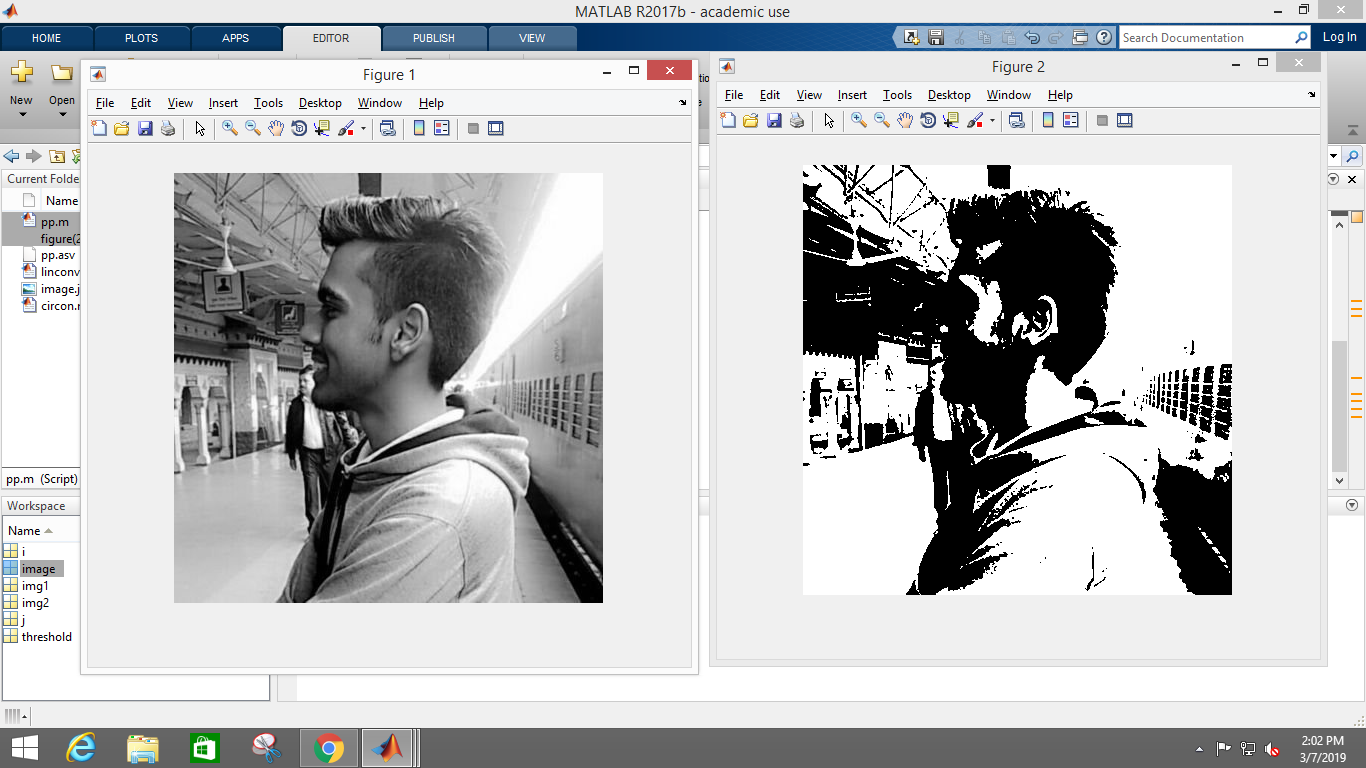 MATLAB R2017b - academic use
HOME PLOTS APPS EDITOR PUBLISH VIEW
Search Documentation
Log In
New
Open
Figure 1
File Edit View Insert Tools Desktop Window Help
Figure 2
File Edit View Insert Tools Desktop Window Help
Current Folde
Name
pp.m
figure(2
pp.asv
linconv
image.j
circon.
pp.m (Script)
Workspace
Name
i
image
img1
img2
j
threshold
2:02 PM
3/7/2019